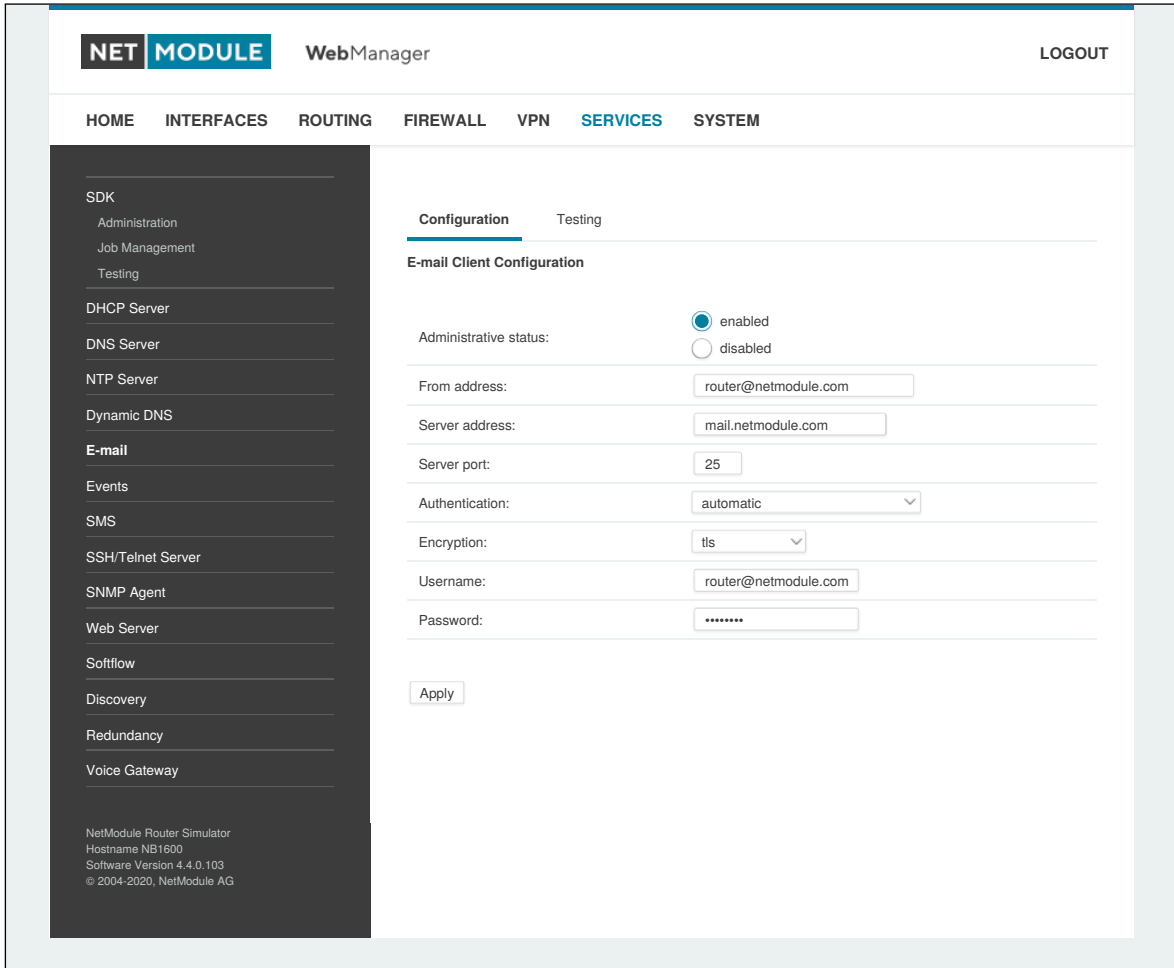 NET MODULE WebManager LOGOUT
HOME INTERFACES ROUTING FIREWALL VPN SERVICES SYSTEM
SDK
Administration
Job Management
Testing
DHCP Server
DNS Server
NTP Server
Dynamic DNS
E-mail
Events
SMS
SSH/Telnet Server
SNMP Agent
Web Server
Softflow
Discovery
Redundancy
Voice Gateway
NetModule Router Simulator
Hostname NB1600
Software Version 4.4.0.103
© 2004-2020, NetModule AG
Configuration Testing
E-mail Client Configuration
Administrative status: enabled
disabled
From address: router@netmodule.com
Server address: mail.netmodule.com
Server port: 25
Authentication: automatic
Encryption: tls
Username: router@netmodule.com
Password: ••••••••
Apply